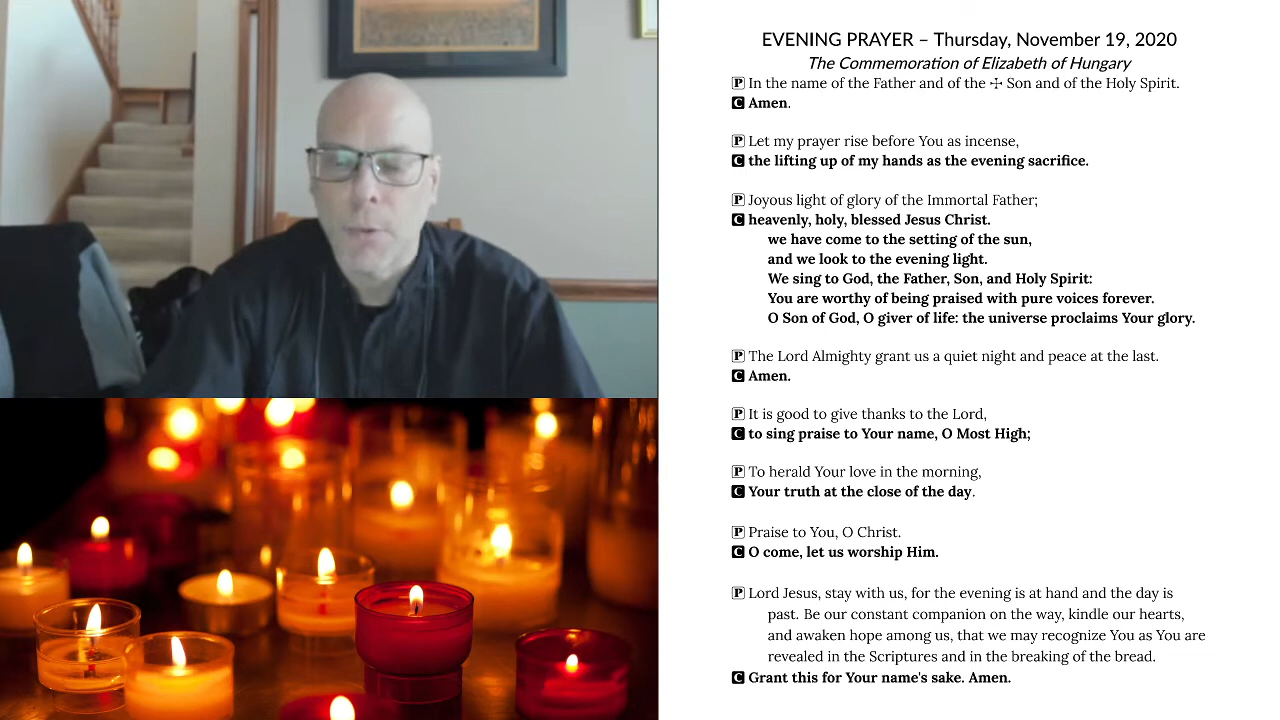 EVENING PRAYER – Thursday, November 19, 2020
The Commemoration of Elizabeth of Hungary
P In the name of the Father and of the ☩ Son and of the Holy Spirit.
C Amen.
P Let my prayer rise before You as incense,
C the lifting up of my hands as the evening sacrifice.
P Joyous light of glory of the Immortal Father;
C heavenly, holy, blessed Jesus Christ.
we have come to the setting of the sun,
and we look to the evening light.
We sing to God, the Father, Son, and Holy Spirit:
You are worthy of being praised with pure voices forever.
O Son of God, O giver of life: the universe proclaims Your glory.
P The Lord Almighty grant us a quiet night and peace at the last.
C Amen.
P It is good to give thanks to the Lord,
C to sing praise to Your name, O Most High;
P To herald Your love in the morning,
C Your truth at the close of the day.
P Praise to You, O Christ.
C O come, let us worship Him.
P Lord Jesus, stay with us, for the evening is at hand and the day is
past. Be our constant companion on the way, kindle our hearts,
and awaken hope among us, that we may recognize You as You are
revealed in the Scriptures and in the breaking of the bread.
C Grant this for Your name's sake. Amen.